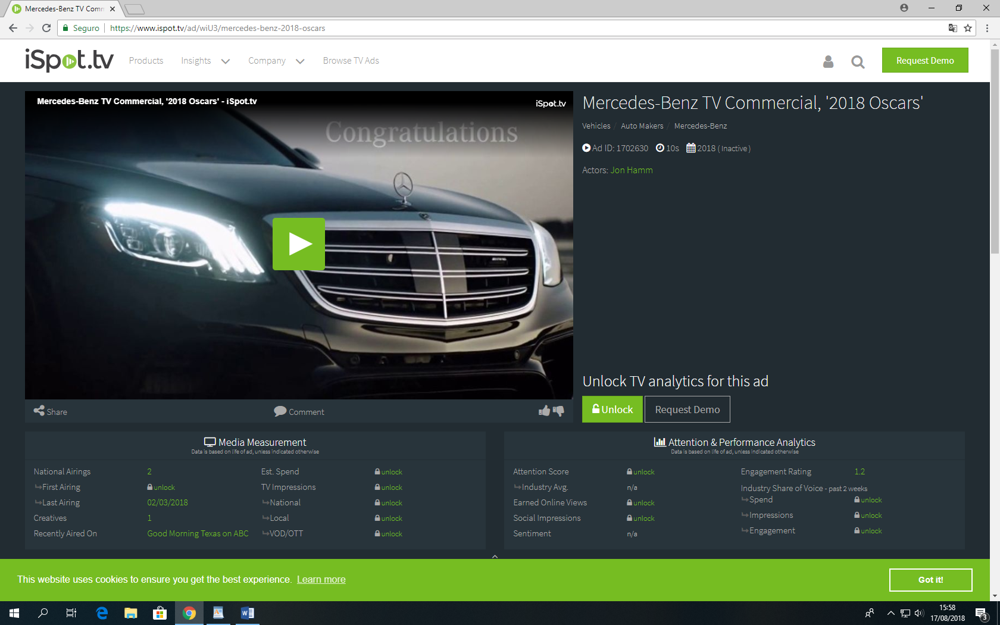 Mercedes-Benz TV Comm
Seguro
https://www.ispot.tv/ad/wiU3/mercedes-benz-2018-oscars
iSpot.tv
Products
Insights
Company
Browse TV Ads
Request Demo
Mercedes-Benz TV Commercial, '2018 Oscars' - iSpot.tv
iSpot.tv
Congratulations
Mercedes-Benz TV Commercial, '2018 Oscars'
Vehicles / Auto Makers / Mercedes-Benz
Ad ID: 1702630 10s 2018 ( Inactive )
Actors: Jon Hamm
Unlock TV analytics for this ad
Unlock
Request Demo
Share
Comment
Media Measurement
Data is based on life of ad, unless indicated otherwise
National Airings 2
First Airing unlock
Last Airing 02/03/2018
Creatives 1
Recently Aired On Good Morning Texas on ABC
Est. Spend unlock
TV Impressions unlock
National unlock
Local unlock
VOD/OTT unlock
Attention & Performance Analytics
Data is based on life of ad, unless indicated otherwise
Attention Score unlock
Industry Avg. n/a
Earned Online Views unlock
Social Impressions unlock
Sentiment n/a
Engagement Rating 1.2
Industry Share of Voice - past 2 weeks
Spend unlock
Impressions unlock
Engagement unlock
This website uses cookies to ensure you get the best experience. Learn more
Got it!
15:58
17/08/2018
3